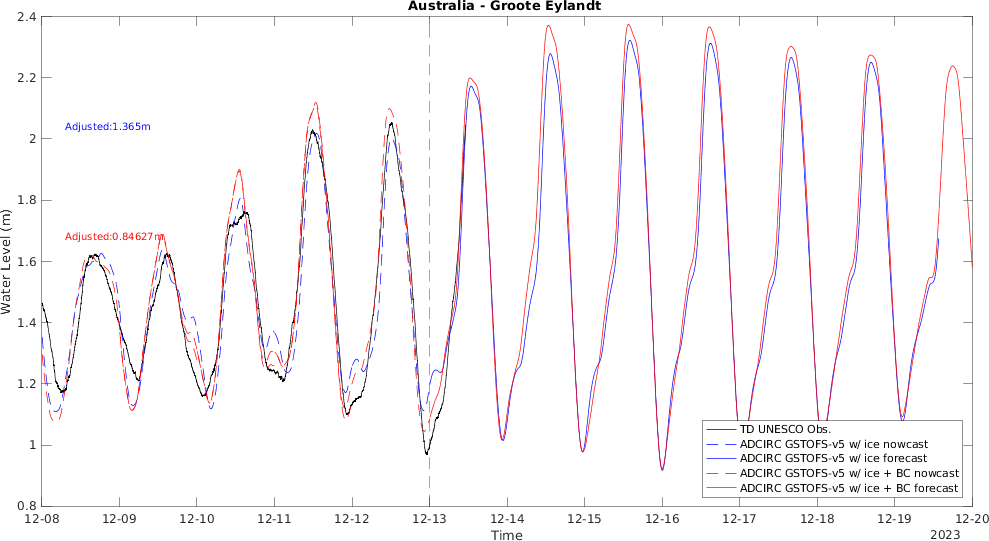 Australia - Groote Eylandt
2.4
2.2
2
1.8
1.6
1.4
1.2
1
0.8
Water Level (m)
Adjusted:1.365m
Adjusted:0.84627m
TD UNESCO Obs.
ADCIRC GSTOFS-v5 w/ ice nowcast
ADCIRC GSTOFS-v5 w/ ice forecast
ADCIRC GSTOFS-v5 w/ ice + BC nowcast
ADCIRC GSTOFS-v5 w/ ice + BC forecast
12-08 12-09 12-10 12-11 12-12 12-13 12-14 12-15 12-16 12-17 12-18 12-19 12-20
Time
2023